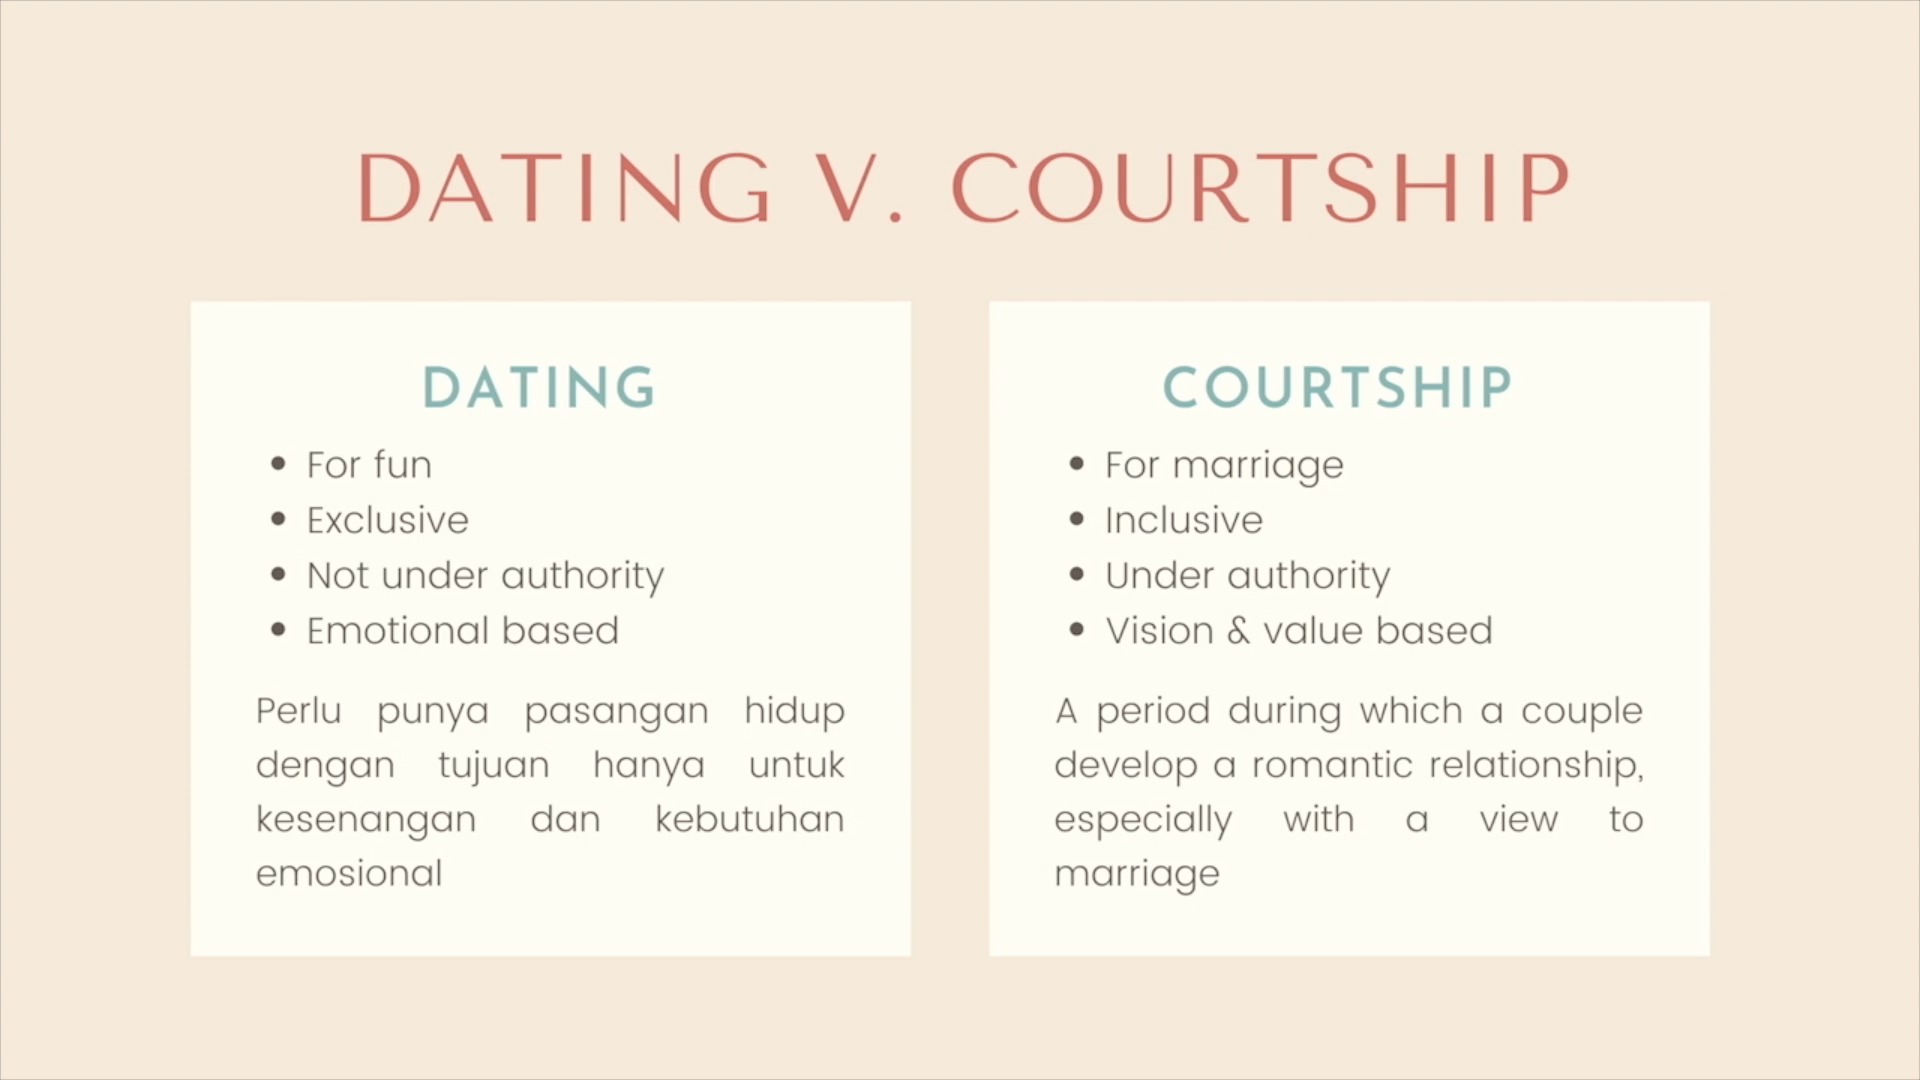 DATING V. COURTSHIP
DATING
• For fun
• Exclusive
• Not under authority
• Emotional based
Perlu punya pasangan hidup
dengan tujuan hanya untuk
kesenangan dan kebutuhan
emosional
COURTSHIP
• For marriage
• Inclusive
• Under authority
• Vision & value based
A period during which a couple
develop a romantic relationship,
especially with a view to
marriage